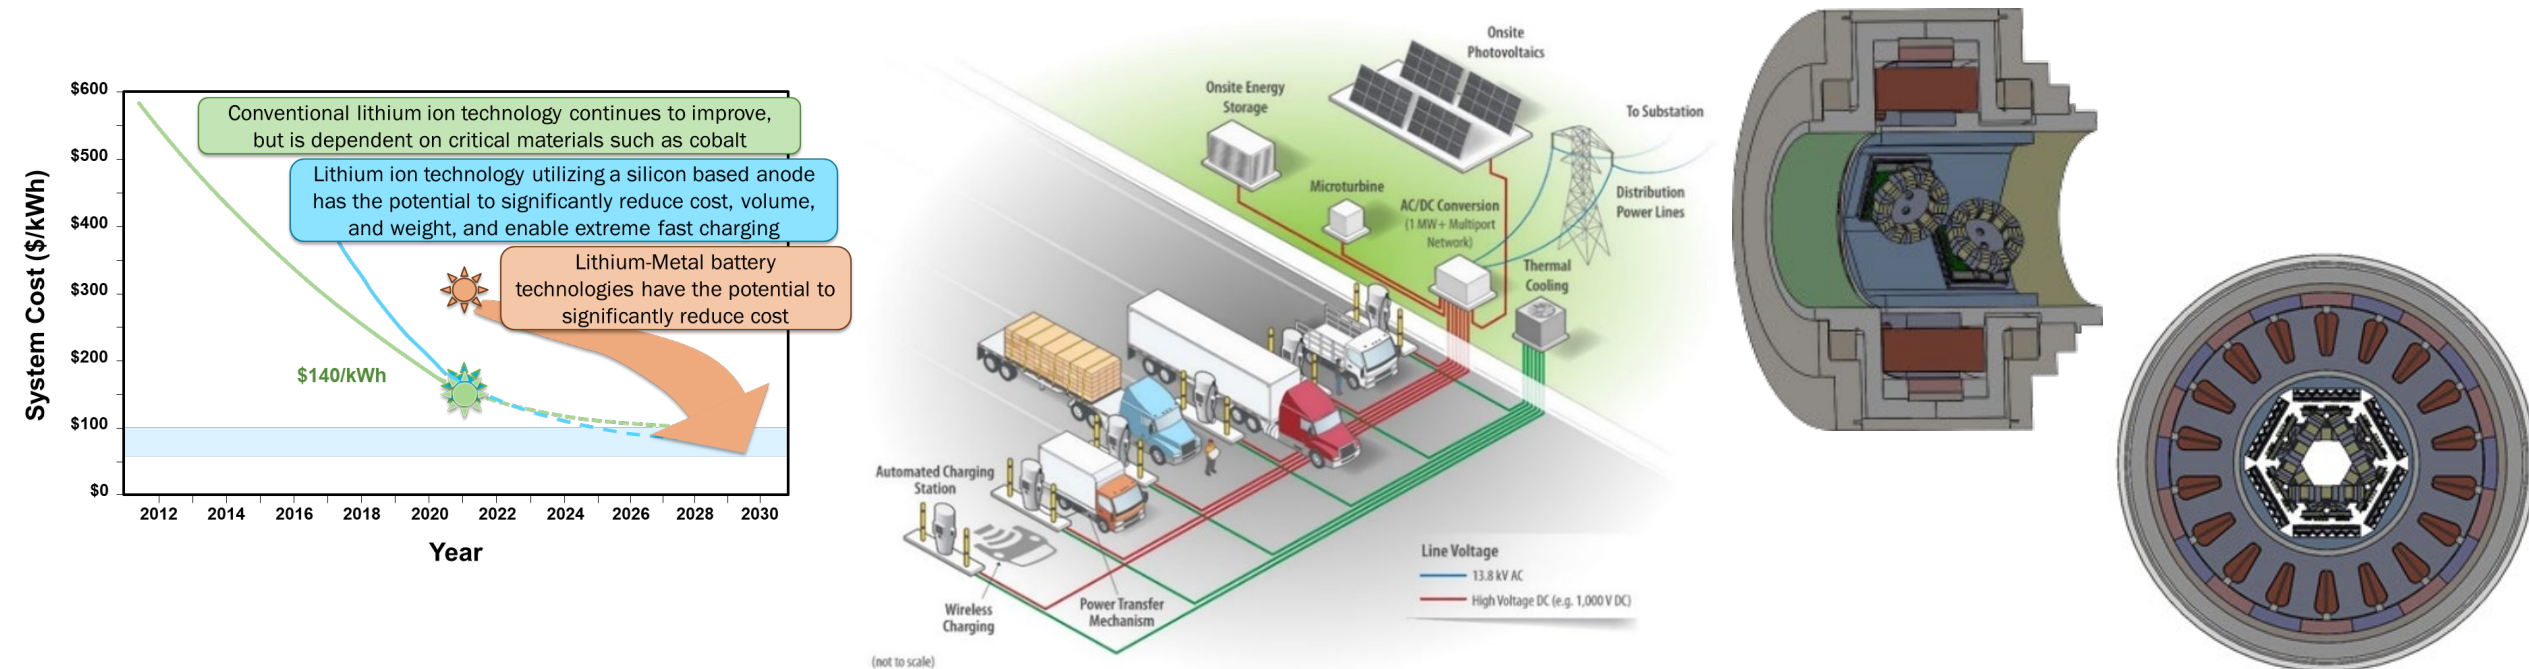 $600
$500
$400
$300
$200
$100
$0
System Cost ($/kWh)
Conventional lithium ion technology continues to improve,
but is dependent on critical materials such as cobalt
Lithium ion technology utilizing a silicon based anode
has the potential to significantly reduce cost, volume,
and weight, and enable extreme fast charging
Lithium-Metal battery
technologies have the potential to
significantly reduce cost
$140/kWh
2012 2014 2016 2018 2020 2022 2024 2026 2028 2030
Year
Onsite
Photovoltaics
Onsite Energy
Storage
To Substation
Microturbine
AC/DC Conversion
(1 MW+ Multiport
Network)
Distribution
Power Lines
Thermal
Cooling
Automated Charging
Station
Wireless
Charging
Power Transfer
Mechanism
Line Voltage
13.8 kV AC
High Voltage DC (e.g. 1,000 V DC)
(not to scale)